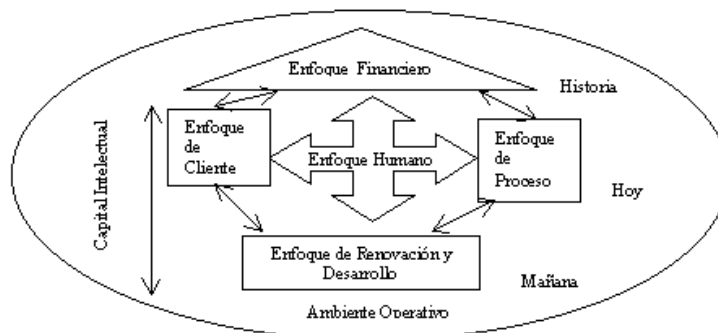 Enfoque Financiero
Historia
Capital Intelectual
Enfoque
de
Cliente
Enfoque Humano
Enfoque
de
Proceso
Hoy
Enfoque de Renovación y
Desarrollo
Mañana
Ambiente Operativo